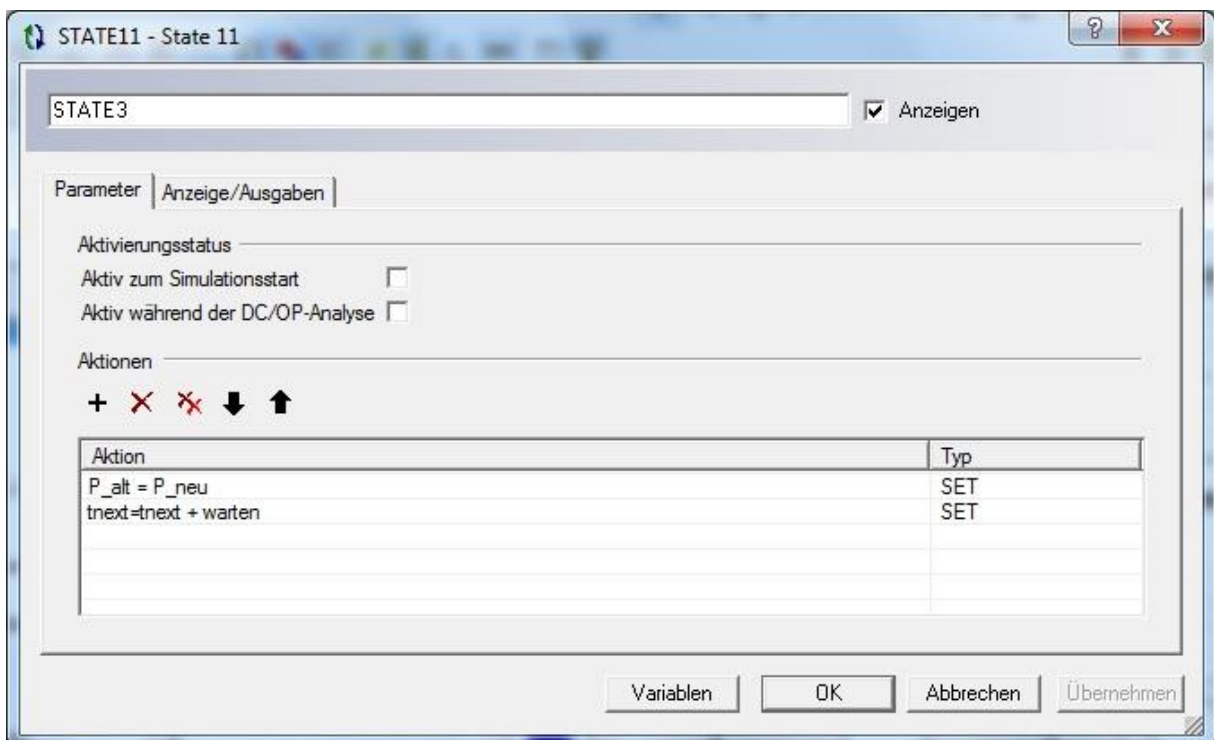 STATE11 - State 11
STATE3
Anzeigen
Parameter
Anzeige/Ausgaben
Aktivierungsstatus
Aktiv zum Simulationsstart
Aktiv während der DC/OP-Analyse
Aktionen
Aktion Typ
P_alt = P_neu SET
tnext=tnext + warten SET
Variablen OK Abbrechen Übernehmen